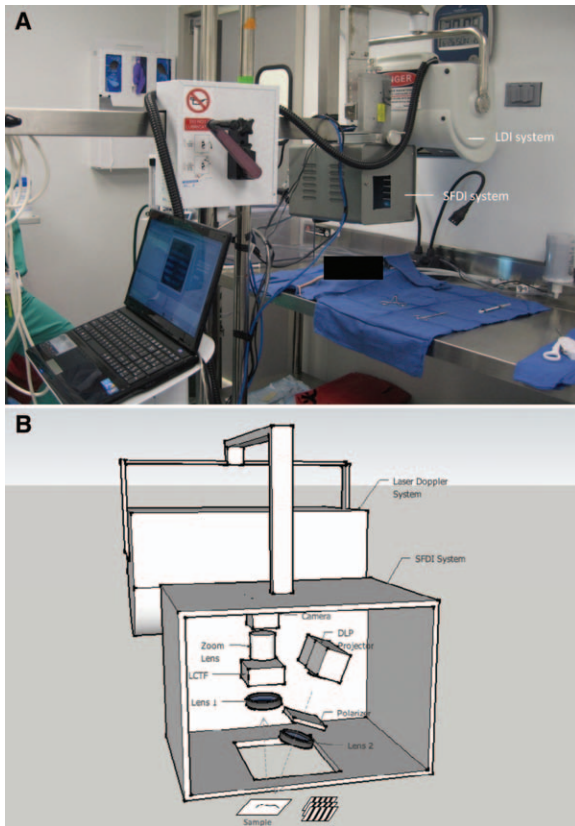 A
DANGER
LDI system
SFDI system
B
Laser Doppler
System
SFDI System
Camera
Zoom
Lens
DLP
Projector
LCTF
Lens 1
Polarizer
Lens 2
Sample